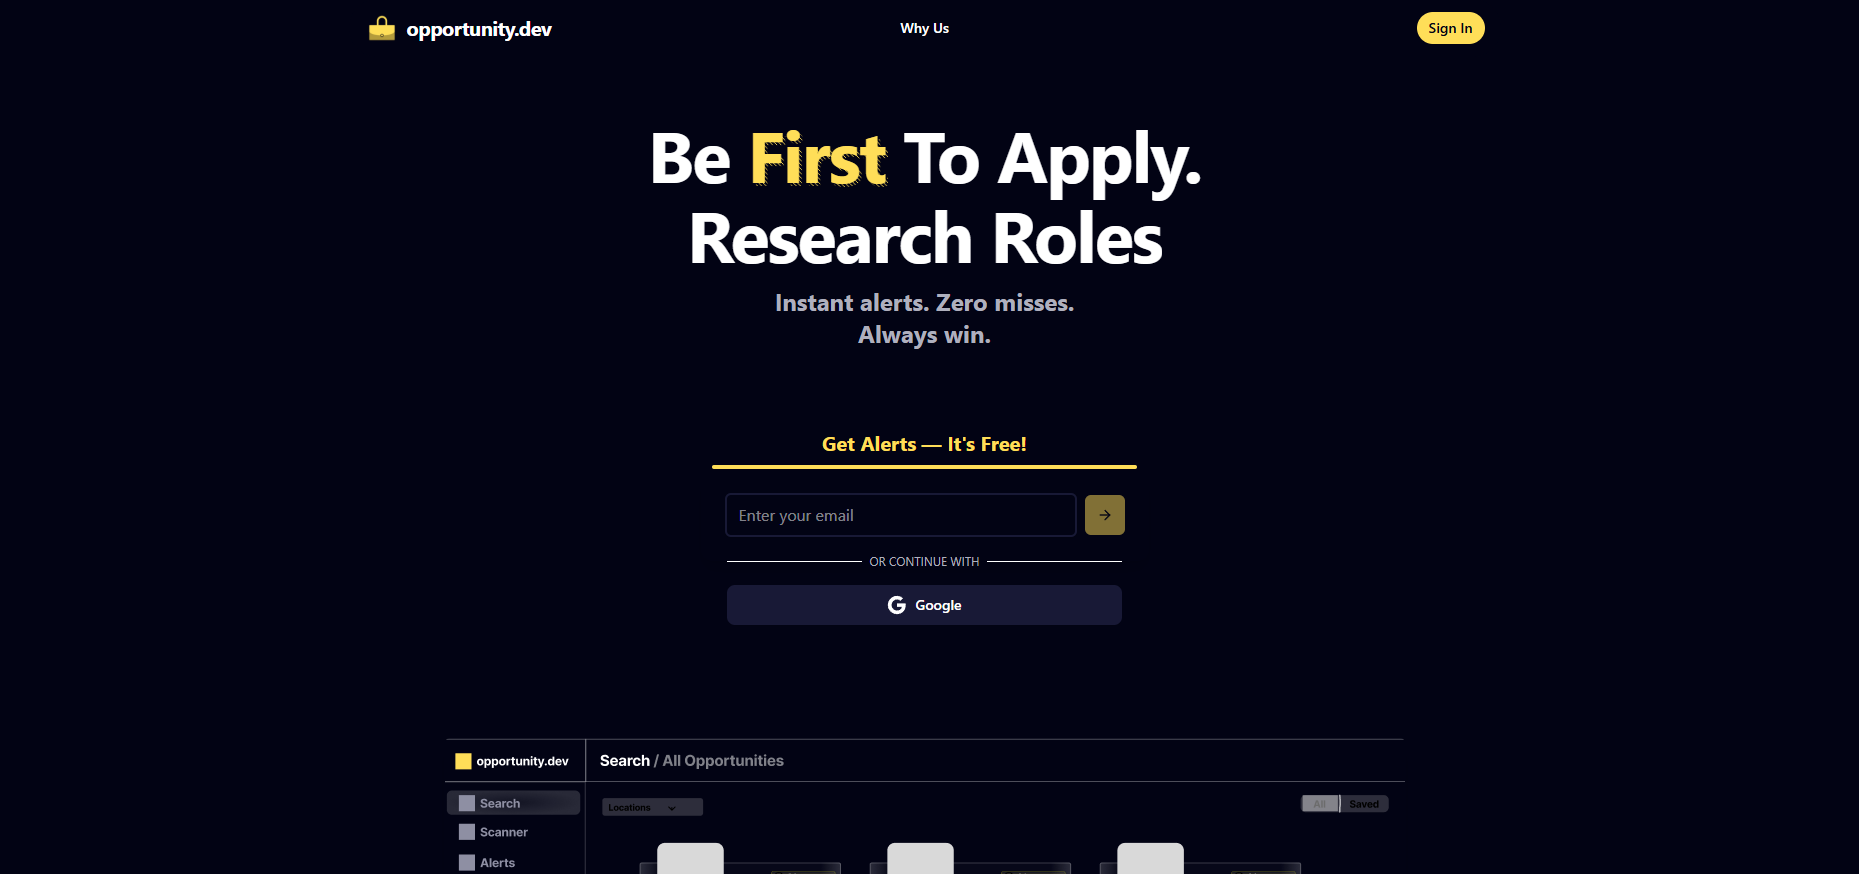 opportunity.dev
Why Us
Sign In
Be First To Apply.
Research Roles
Instant alerts. Zero misses.
Always win.
Get Alerts — It's Free!
Enter your email
OR CONTINUE WITH
Google
opportunity.dev
Search / All Opportunities
Search
Locations
All
Saved
Scanner
Alerts